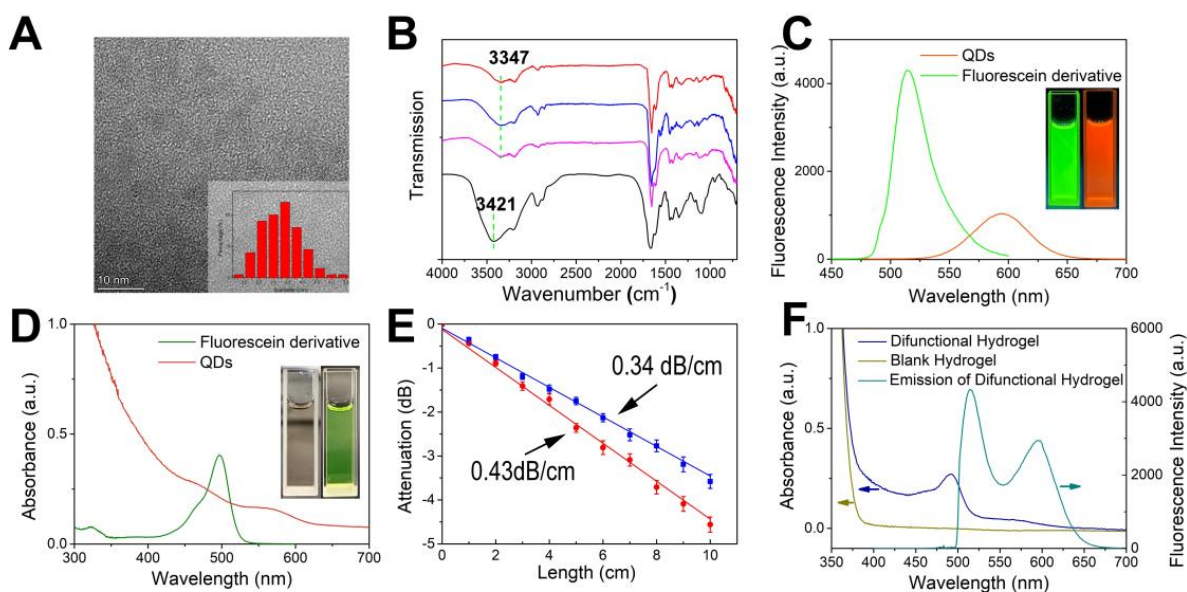 A
10 nm
B
3347
3421
Transmission
4000 3500 3000 2500 2000 1500 1000
Wavenumber (cm-1)
C
QDs
Fluorescein derivative
Fluorescence Intensity (a.u.)
4000
2000
0
450 500 550 600 650 700
Wavelength (nm)
D
Fluorescein derivative
QDs
Absorbance (a.u.)
1.0
0.5
0.0
300 400 500 600 700
Wavelength (nm)
E
0.34 dB/cm
0.43dB/cm
Attenuation (dB)
0
-1
-2
-3
-4
-5
0 2 4 6 8 10
Length (cm)
F
Difunctional Hydrogel
Blank Hydrogel
Emission of Difunctional Hydrogel
Absorbance (a.u.)
1.0
0.5
0.0
6000
5000
4000
3000
2000
1000
0
Fluorescence Intensity (a.u.)
350 400 450 500 550 600 650 700
Wavelength (nm)